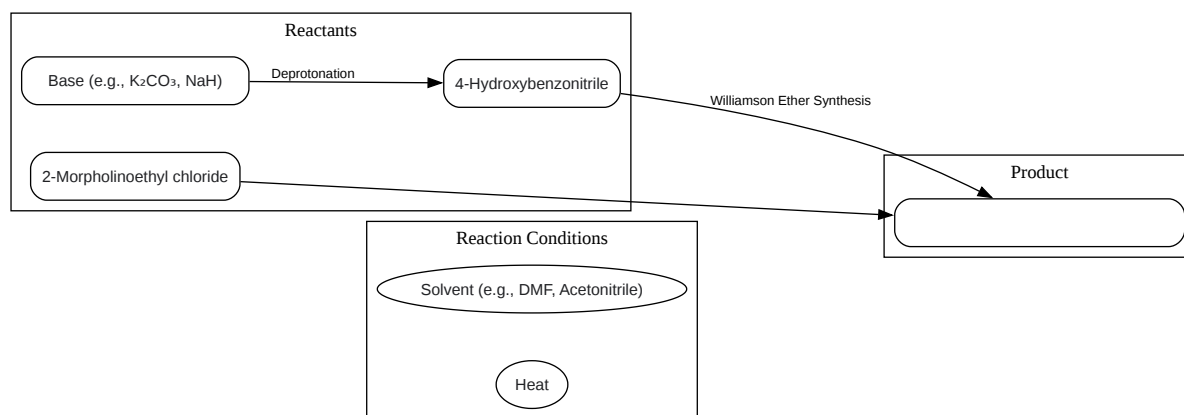 Reactants
Base (e.g., K₂CO₃, NaH)
Deprotonation
4-Hydroxybenzonitrile
Williamson Ether Synthesis
2-Morpholinoethyl chloride
Product
Reaction Conditions
Solvent (e.g., DMF, Acetonitrile)
Heat